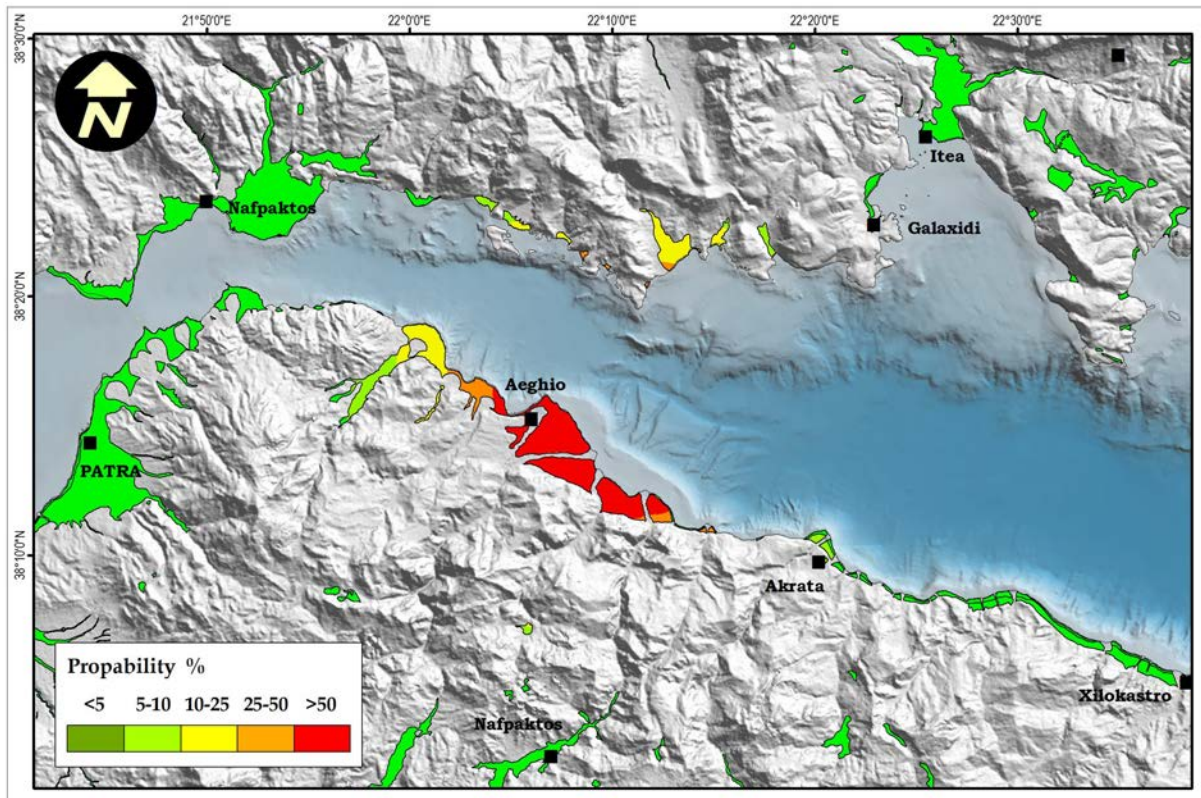 21°50'0"E 22°0'0"E 22°10'0"E 22°20'0"E 22°30'0"E
38°30'0"N
N
Itea
Nafpaktos
Galaxidi
38°20'0"N
Aeghio
PATRA
38°10'0"N
Akrata
Propability %
<5 5-10 10-25 25-50 >50
Xilokastro
Nafpaktos